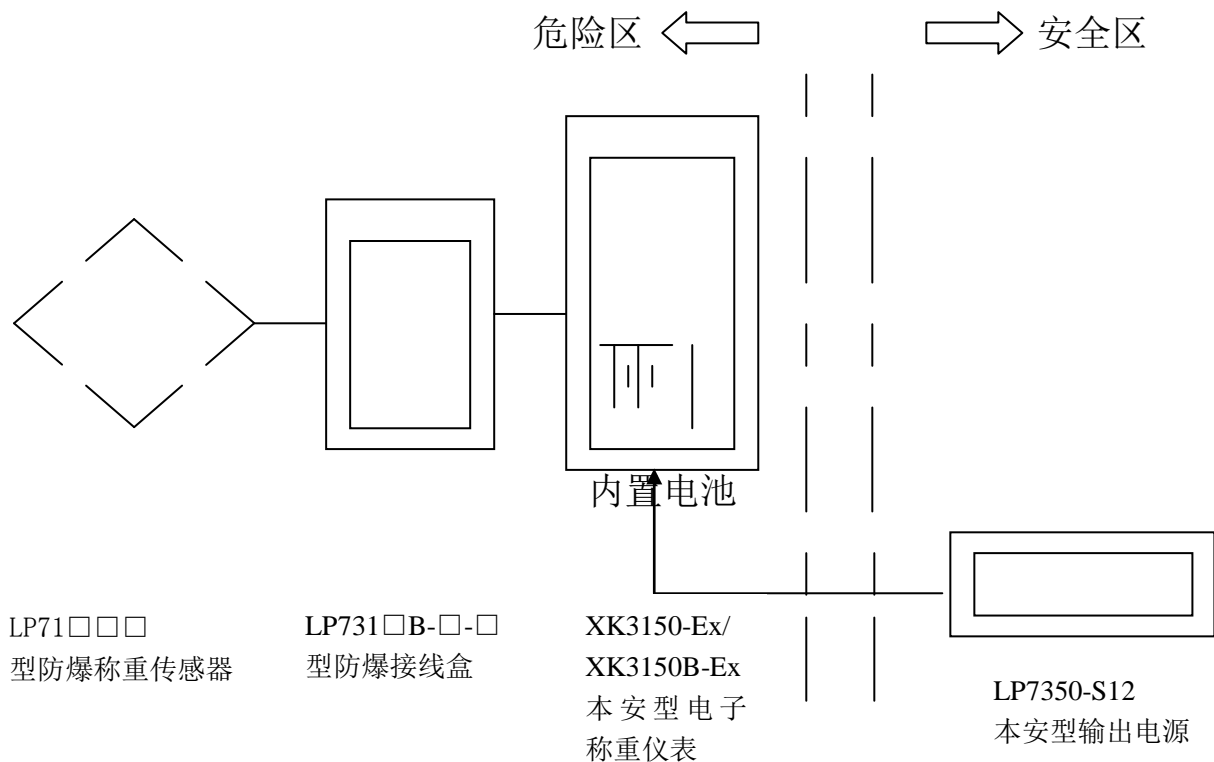 危险区
安全区
内置电池
LP71□□□
型防爆称重传感器
LP731□B-□-□
型防爆接线盒
XK3150-Ex/
XK3150B-Ex
本安型电子
称重仪表
LP7350-S12
本安型输出电源